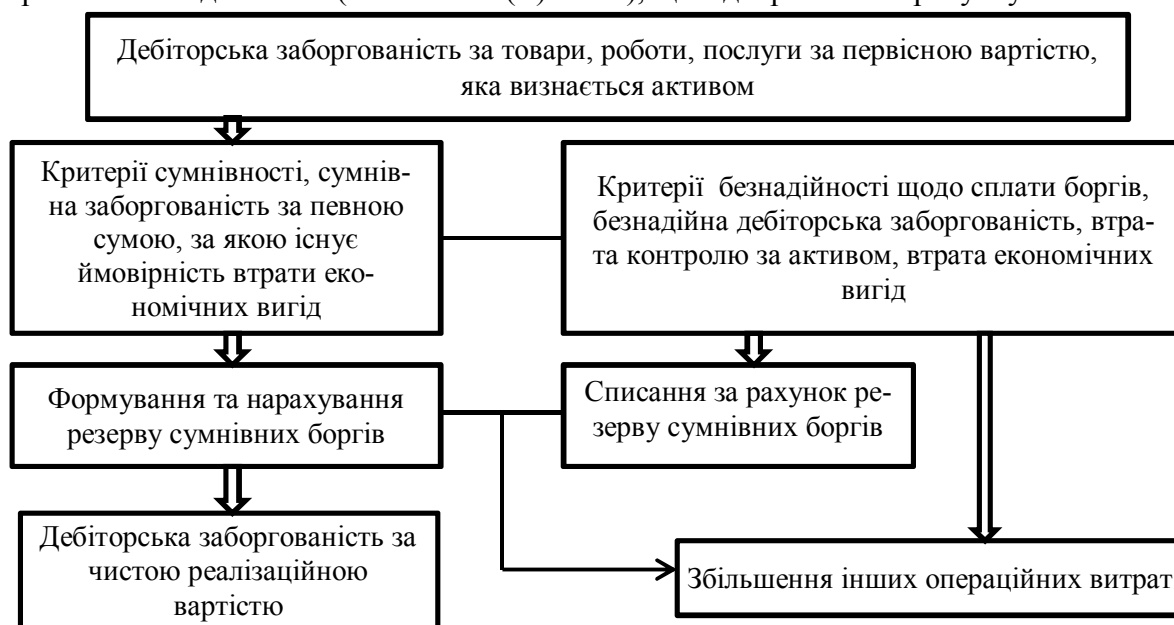 Дебіторська заборгованість за товари, роботи, послуги за первісною вартістю,
яка визнається активом
Критерії сумнівності, сумнів-
на заборгованість за певною
сумою, за якою існує
ймовірність втрати еко-
номічних вигід
Критерії безнадійності щодо сплати боргів,
безнадійна дебіторська заборгованість, втра-
та контролю за активом, втрата економічних
вигід
Формування та нарахування
резерву сумнівних боргів
Списання за рахунок ре-
зерву сумнівних боргів
Дебіторська заборгованість за
чистою реалізаційною
вартістю
Збільшення інших операційних витрат